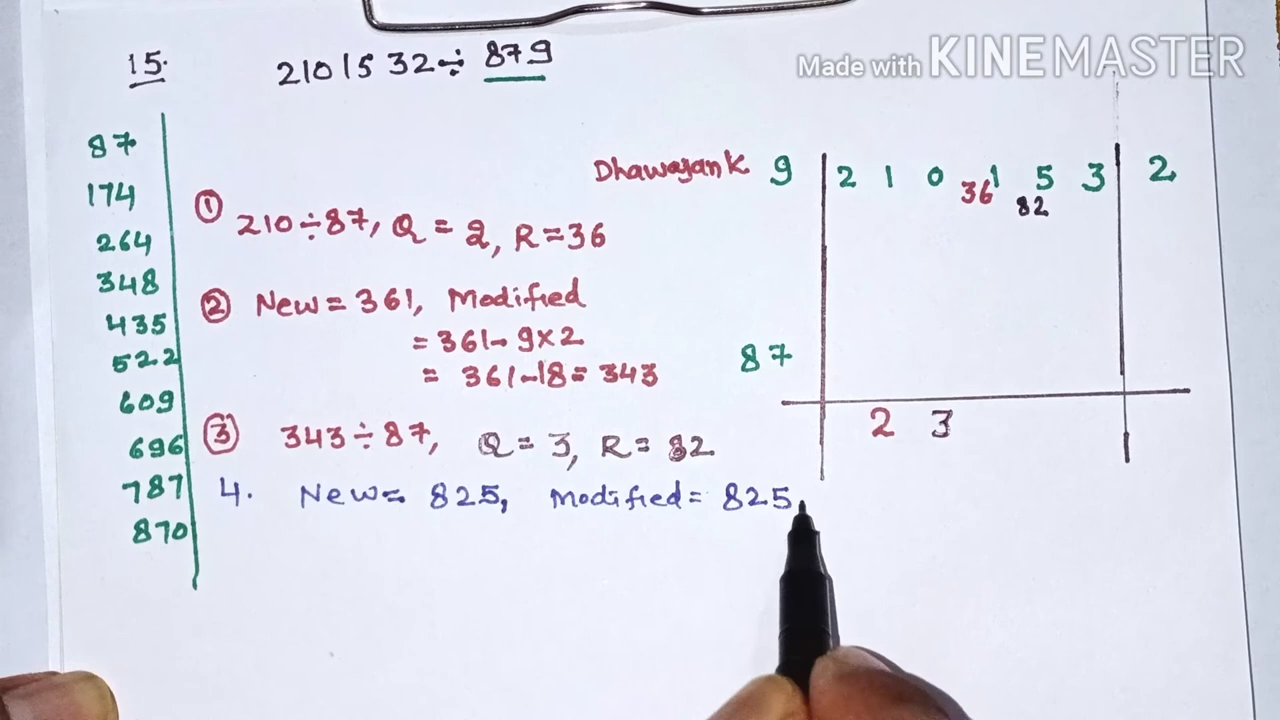 Made with KINEMASTER
15.
2101532 ÷ 879
87
174
264
348
435
522
609
696
787
870
① 210÷87, Q = 2, R = 36
② New = 361, Modified
= 361 - 9×2
= 361 - 18 = 343
③ 343÷87, Q = 3, R = 82
4. New = 825, Modified = 825
Dhawajank 9 2 1 0 1 5 3 2
36 82
87
2 3